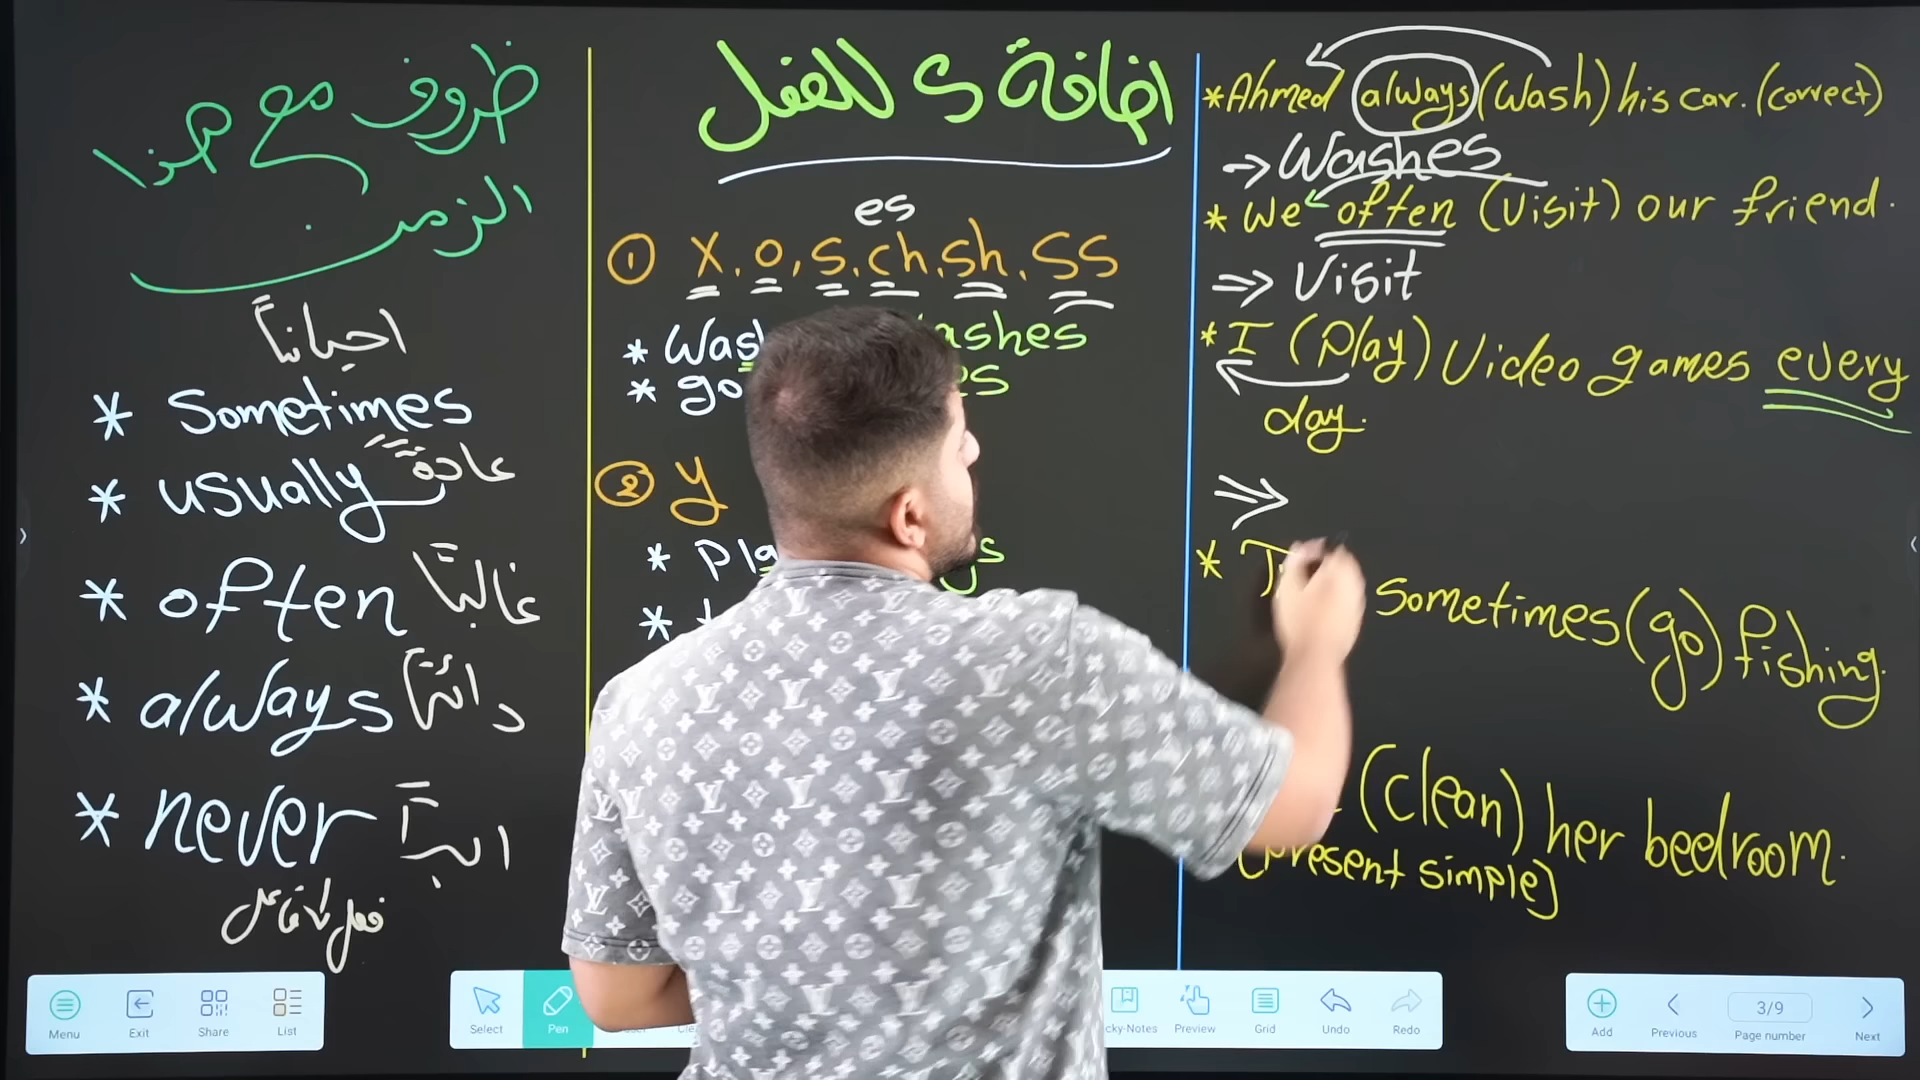 ظروف مع هذا
الزمن
احياناً
* Sometimes
* usually عادةً
* often غالباً
* always دائماً
* never ابداً
اضافة s للفعل
es
① X, o, s, ch, sh, ss
* Was ashes
* go es
② y
* Pla ys
*
*Ahmed always (Wash) his car. (correct)
→ Washes
* We often (Visit) our friend.
⇒ Visit
* I (Play) Video games every
day.
⇒
* Sometimes (go) fishing.
(clean) her bedroom.
(present simple)
Menu Exit Share List
Select Pen cky-Notes Preview Grid Undo Redo
Add Previous 3/9 Page number Next